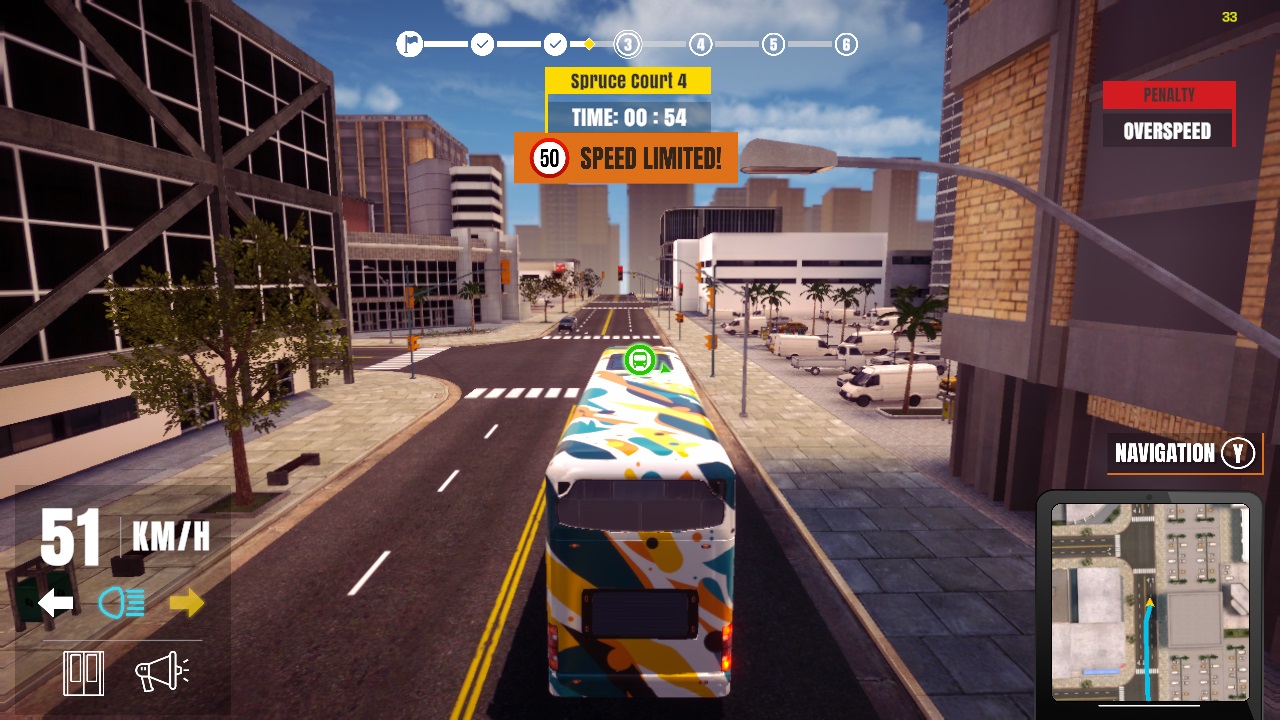 33
3
4
5
6
Spruce Court 4
TIME: 00 : 54
50 SPEED LIMITED!
PENALTY
OVERSPEED
NAVIGATION Y
51 KM/H